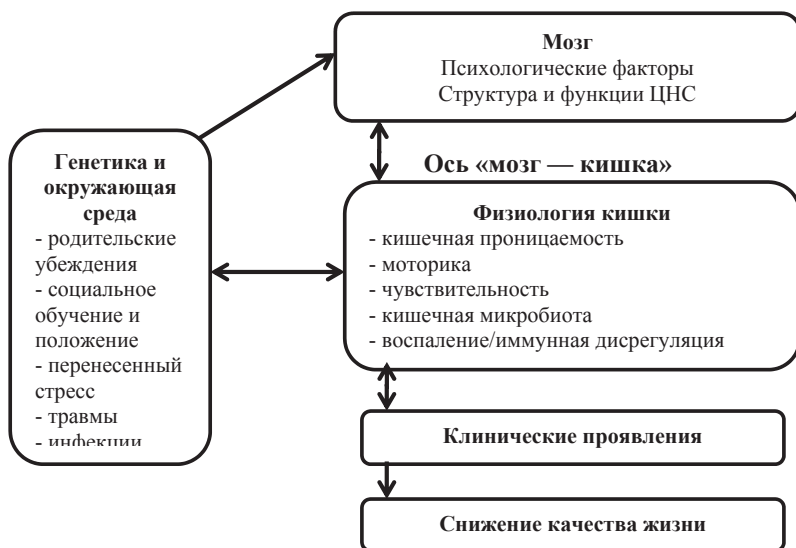 Мозг
Психологические факторы
Структура и функции ЦНС
Ось «мозг — кишка»
Генетика и
окружающая
среда
- родительские
убеждения
- социальное
обучение и
положение
- перенесенный
стресс
- травмы
- инфекции
Физиология кишки
- кишечная проницаемость
- моторика
- чувствительность
- кишечная микробиота
- воспаление/иммунная дисрегуляция
Клинические проявления
Снижение качества жизни